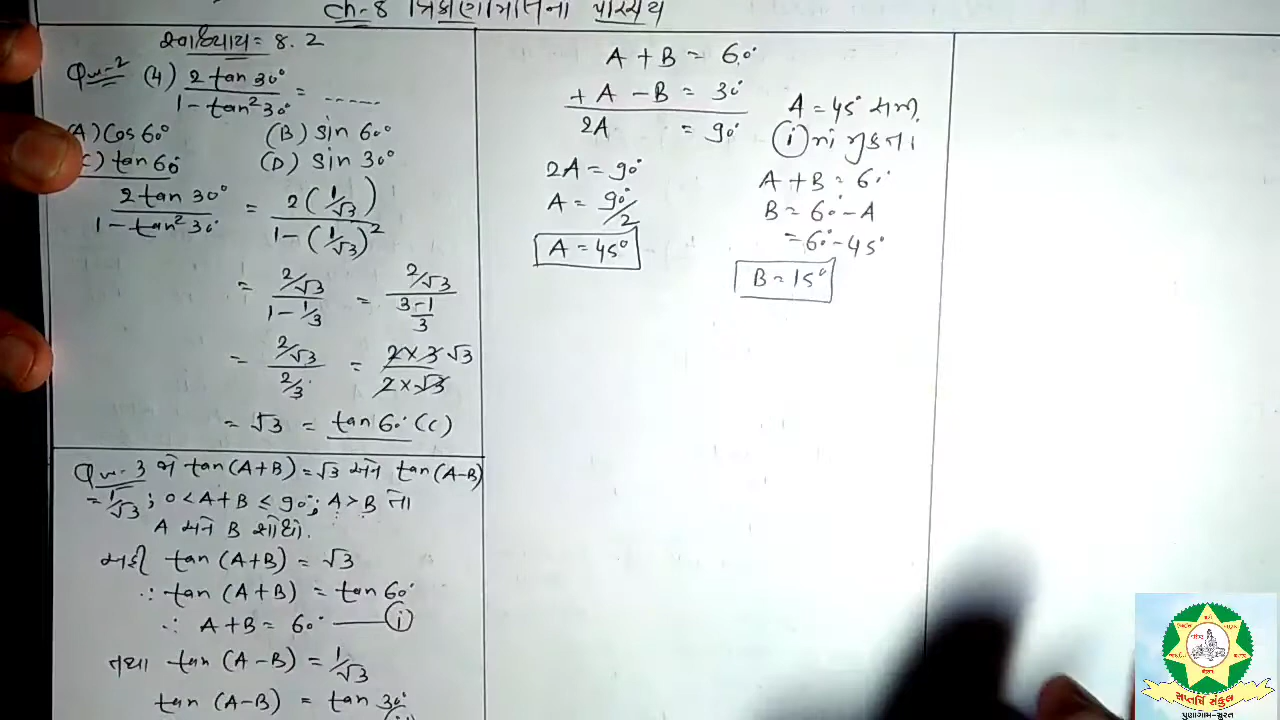 Ch-8 ત્રિકોણમિતિના પરિચય
સ્વાધ્યાય = 8.2
Que-2 (4) 2 tan 30° / 1 - tan² 30° = ......
(A) Cos 60° (B) Sin 60°
(C) tan 60° (D) Sin 30°
2 tan 30° / 1 - tan² 30° = 2(1/√3) / 1 - (1/√3)²
= 2/√3 / 1 - 1/3 = 2/√3 / 3-1/3
= 2/√3 / 2/3 = 2×3 √3 / 2×√3
= √3 = tan 60° (C)
Que-3 જો tan(A+B) = √3 અને tan(A-B)
= 1/√3 ; 0 < A+B ≤ 90° ; A > B તો
A અને B શોધો.
અહીં tan (A+B) = √3
∴ tan (A+B) = tan 60°
∴ A+B = 60° —— (i)
તથા tan (A-B) = 1/√3
tan (A-B) = tan 30°
A + B = 60°
+ A - B = 30°
2A = 90°
2A = 90°
A = 90°/2
A = 45°
A = 45° સમી.
(i) માં મુકતા
A + B = 60°
B = 60° - A
= 60° - 45°
B = 15°
સપ્તર્ષિ સંકુલ
પુણાગામ-સુરત